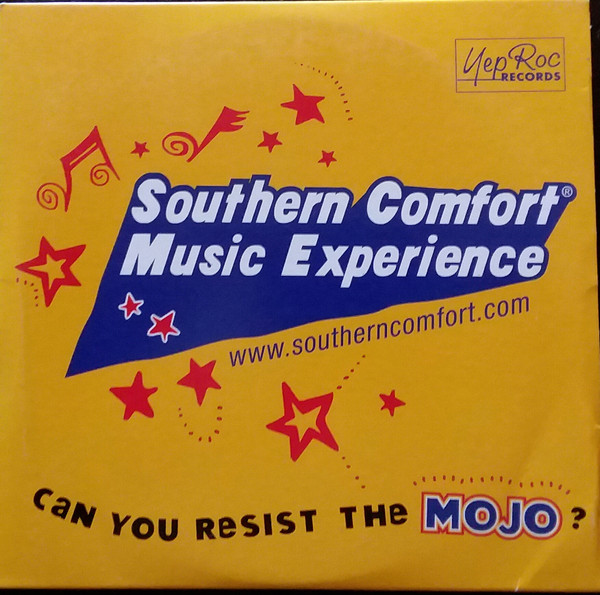 Yep Roc
RECORDS
Southern Comfort®
Music Experience
www.southerncomfort.com
CaN YOU ReSIST THe MOJO?